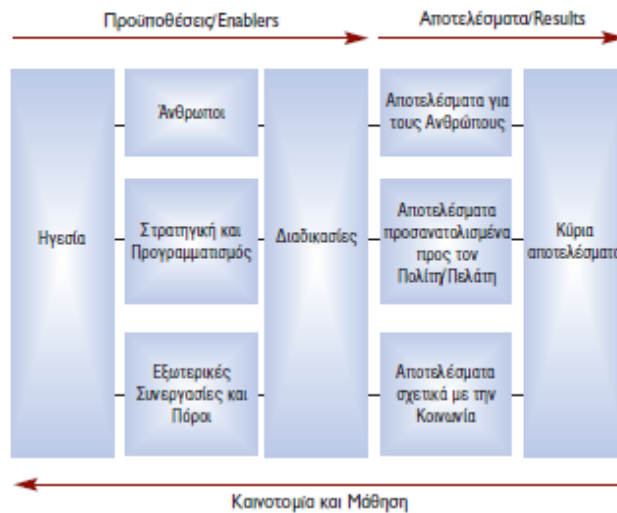 Προϋποθέσεις/Enablers
Αποτελέσματα/Results
Ηγεσία
Άνθρωποι
Στρατηγική και
Προγραμματισμός
Εξωτερικές
Συνεργασίες και
Πόροι
Διαδικασίες
Αποτελέσματα για
τους Ανθρώπους
Αποτελέσματα
προσανατολισμένα
προς τον
Πολίτη/Πελάτη
Αποτελέσματα
σχετικά με την
Κοινωνία
Κύρια
αποτελέσματα
Καινοτομία και Μάθηση